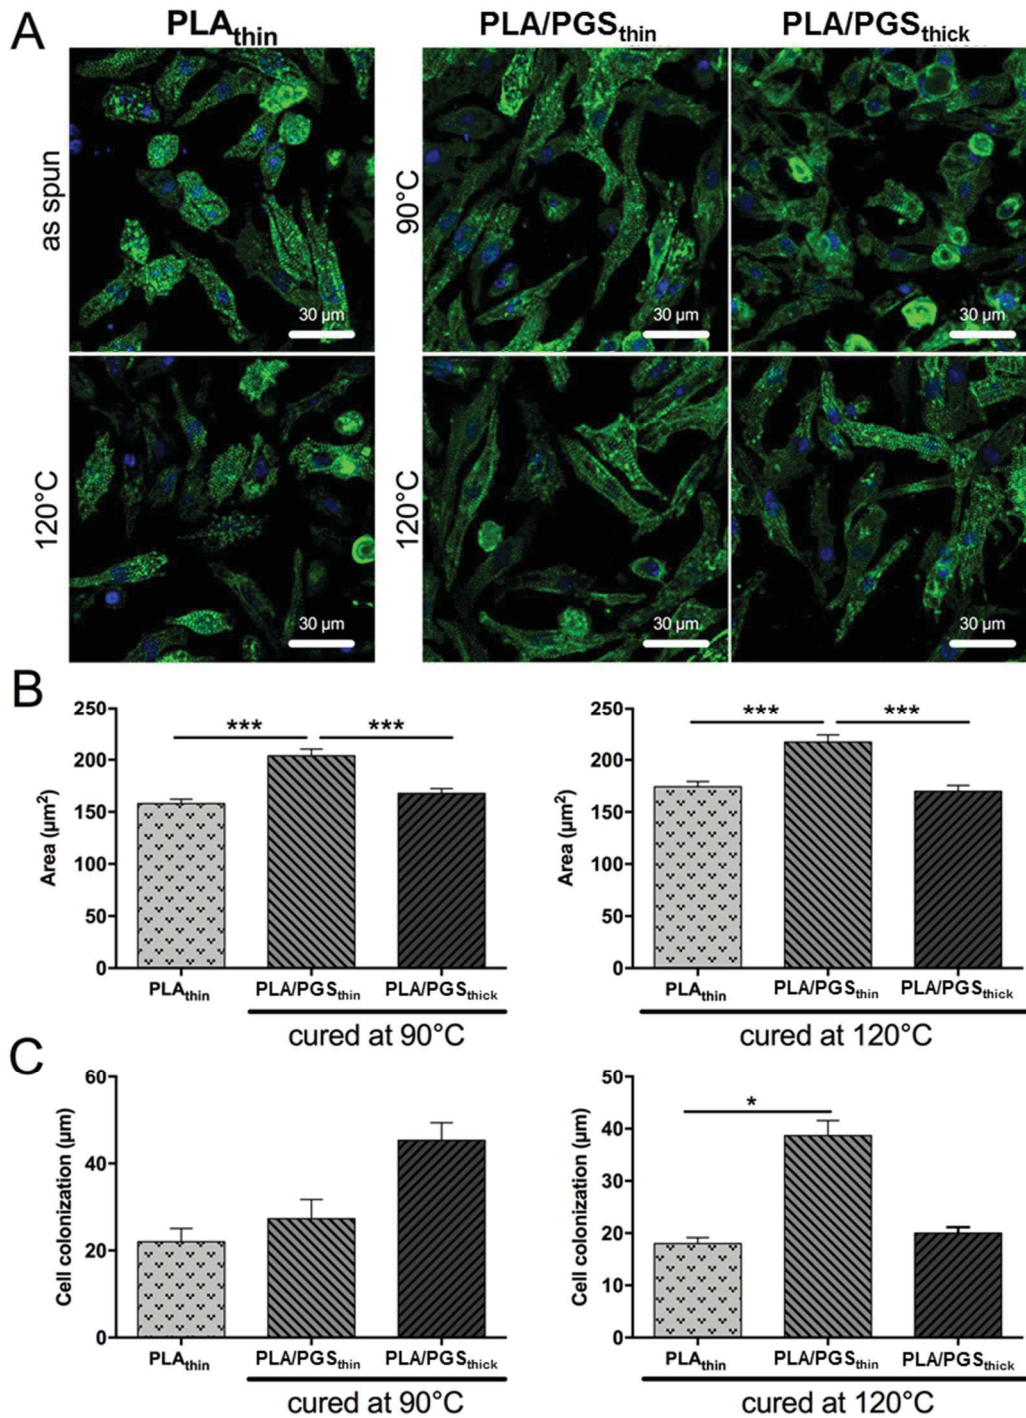 A
PLAthin
PLA/PGSthin
PLA/PGSthick
as spun
90°C
30 µm
30 µm
30 µm
120°C
120°C
30 µm
30 µm
30 µm
B
Area (µm2)
250
200
150
100
50
0
***
***
PLAthin
PLA/PGSthin
PLA/PGSthick
cured at 90°C
Area (µm2)
250
200
150
100
50
0
***
***
PLAthin
PLA/PGSthin
PLA/PGSthick
cured at 120°C
C
Cell colonization (µm)
60
40
20
0
PLAthin
PLA/PGSthin
PLA/PGSthick
cured at 90°C
Cell colonization (µm)
50
40
30
20
10
0
*
PLAthin
PLA/PGSthin
PLA/PGSthick
cured at 120°C